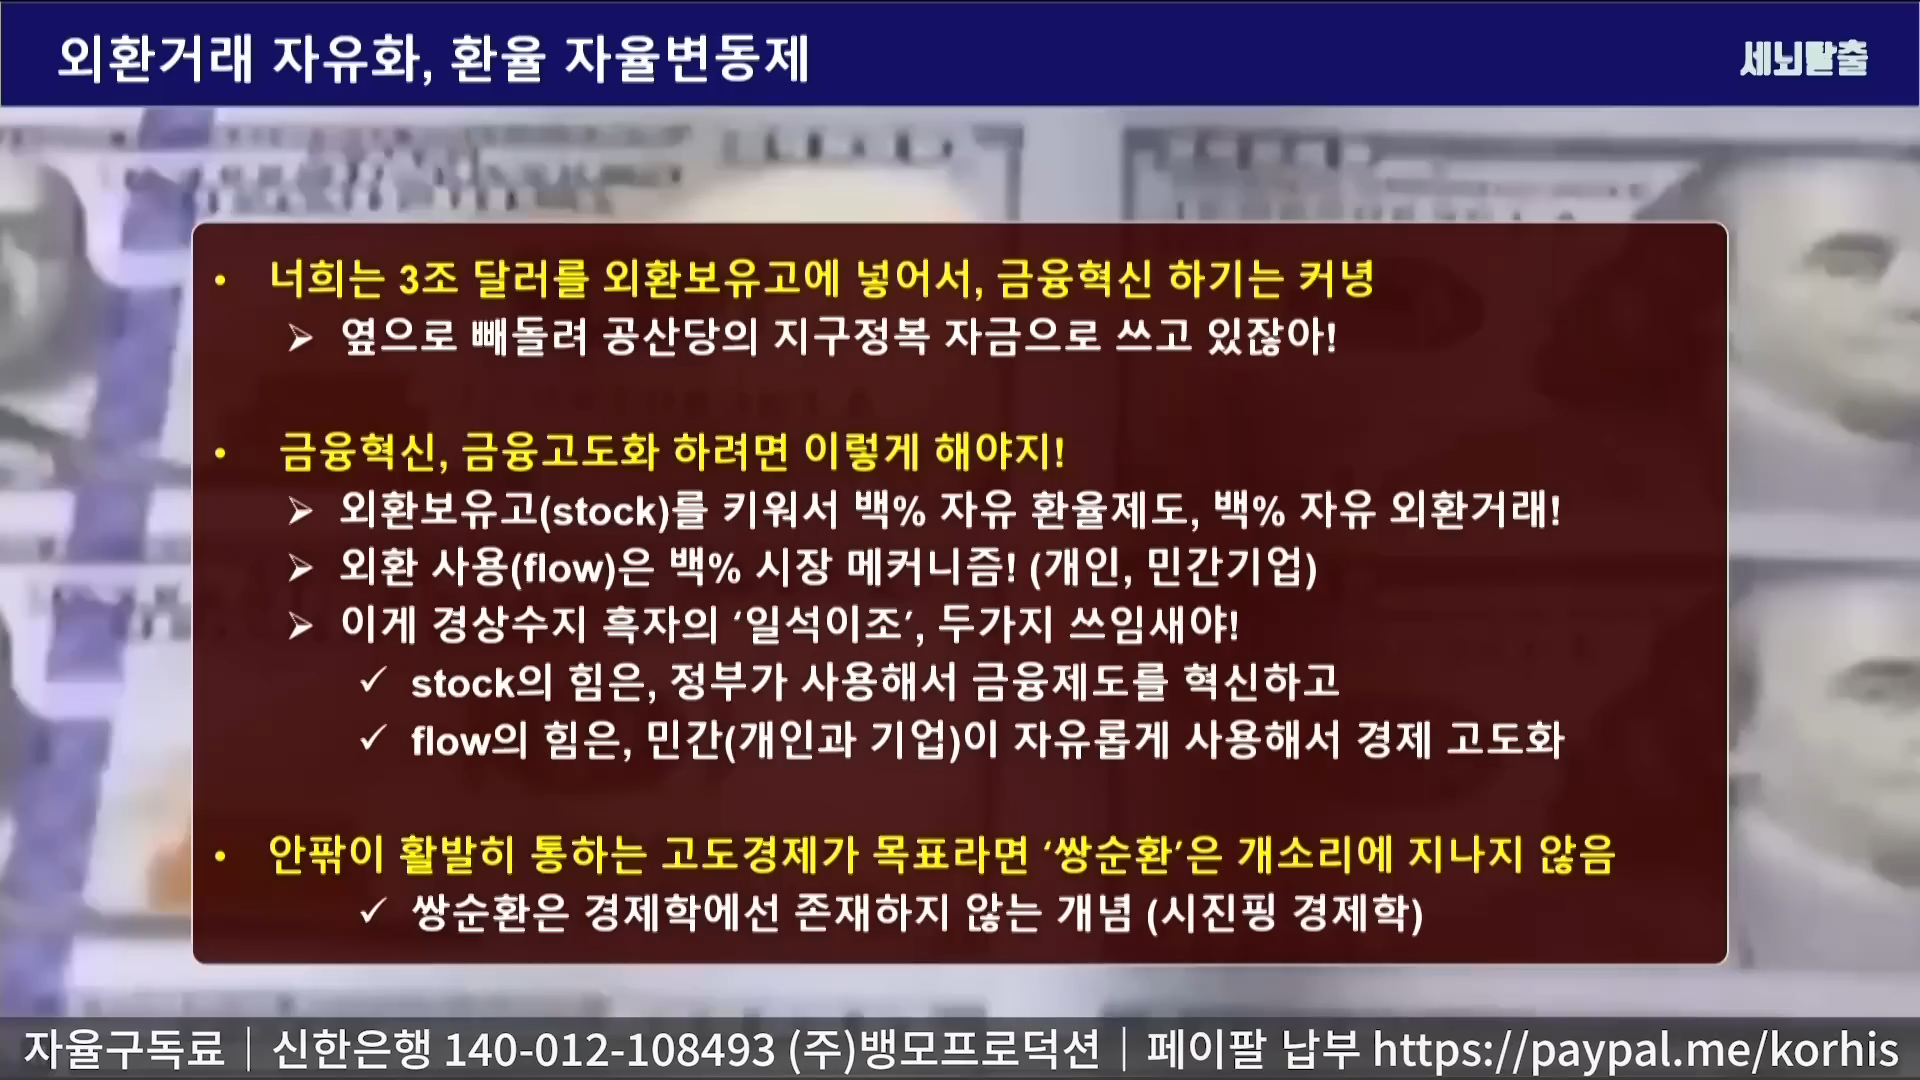 외환거래 자유화, 환율 자율변동제
세뇌탈출
• 너희는 3조 달러를 외환보유고에 넣어서, 금융혁신 하기는 커녕
➢ 옆으로 빼돌려 공산당의 지구정복 자금으로 쓰고 있잖아!
• 금융혁신, 금융고도화 하려면 이렇게 해야지!
➢ 외환보유고(stock)를 키워서 백% 자유 환율제도, 백% 자유 외환거래!
➢ 외환 사용(flow)은 백% 시장 메커니즘! (개인, 민간기업)
➢ 이게 경상수지 흑자의 ‘일석이조’, 두가지 쓰임새야!
✓ stock의 힘은, 정부가 사용해서 금융제도를 혁신하고
✓ flow의 힘은, 민간(개인과 기업)이 자유롭게 사용해서 경제 고도화
• 안팎이 활발히 통하는 고도경제가 목표라면 ‘쌍순환’은 개소리에 지나지 않음
✓ 쌍순환은 경제학에선 존재하지 않는 개념 (시진핑 경제학)
자율구독료｜신한은행 140-012-108493 (주)뱅모프로덕션｜페이팔 납부 https://paypal.me/korhis